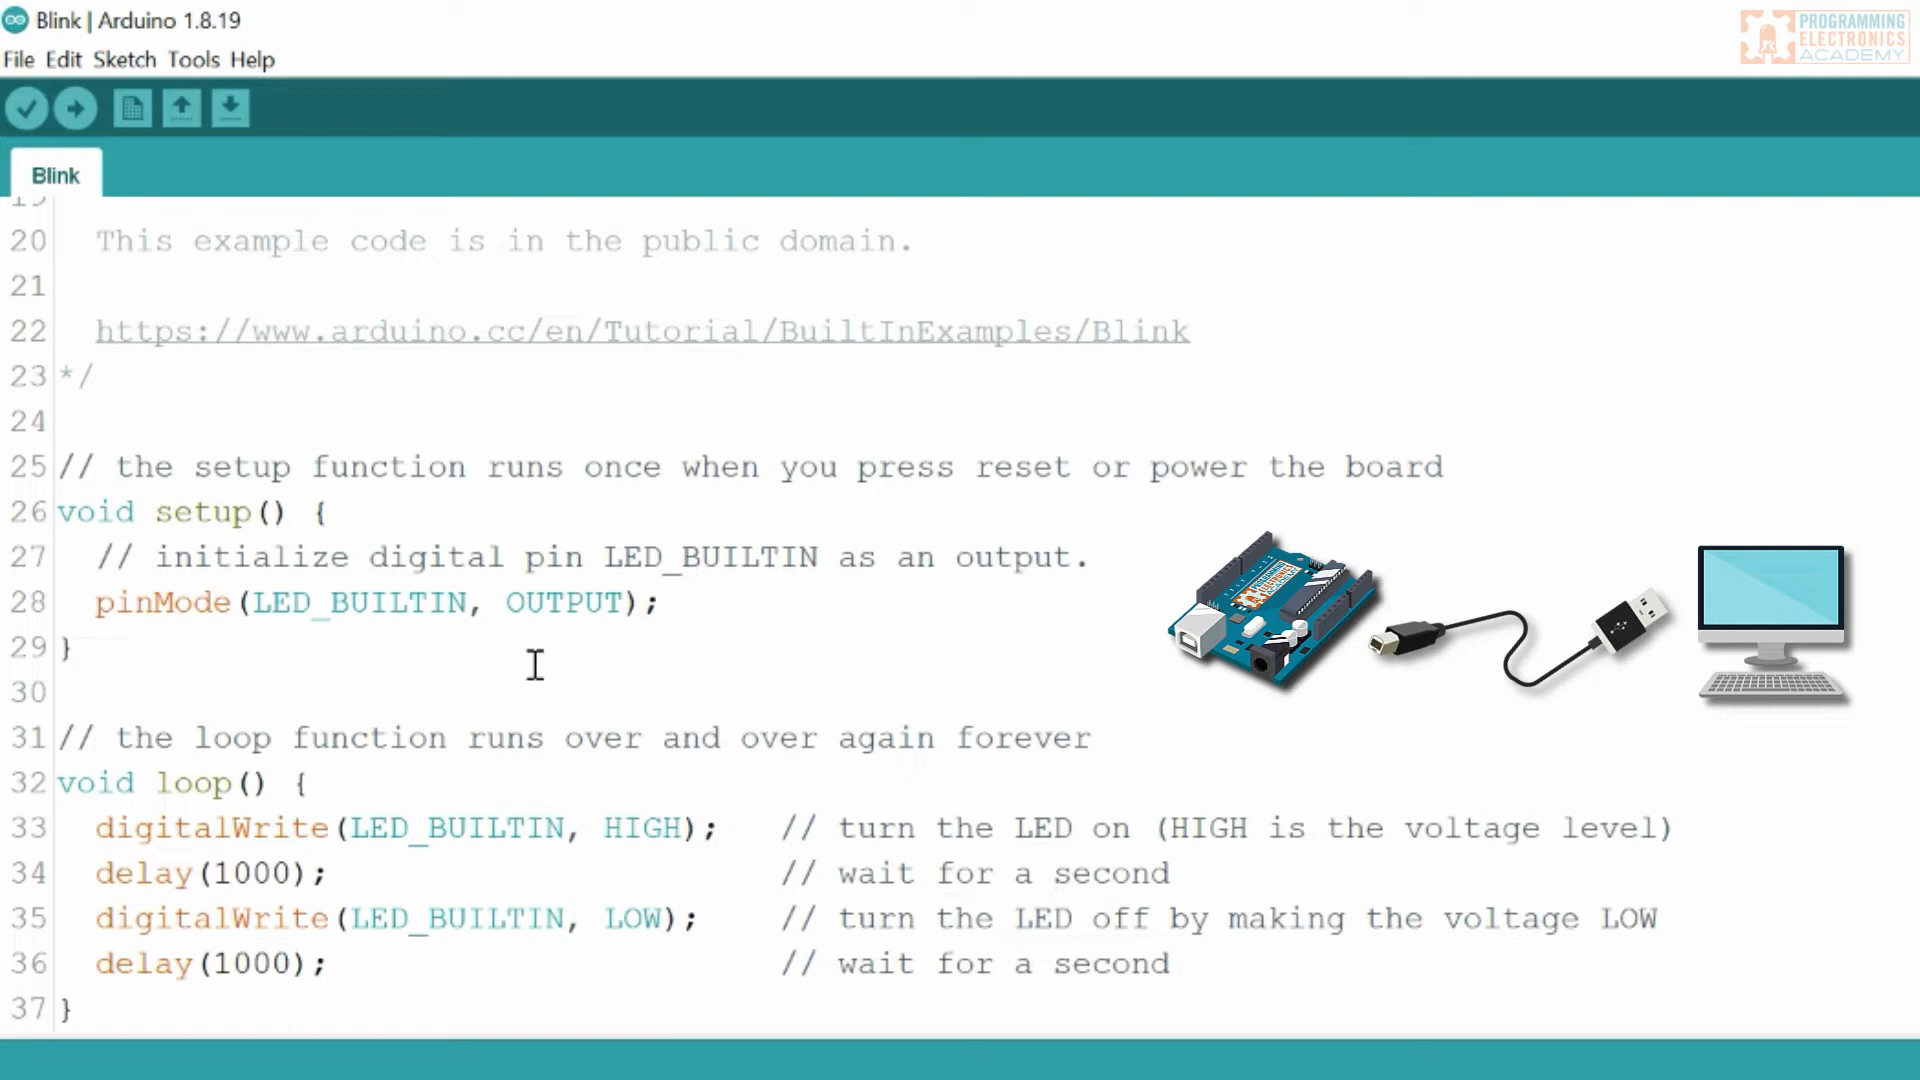 Blink | Arduino 1.8.19
PROGRAMMING
ELECTRONICS
ACADEMY
File Edit Sketch Tools Help
Blink
19
20 This example code is in the public domain.
21
22 https://www.arduino.cc/en/Tutorial/BuiltInExamples/Blink
23 */
24
25 // the setup function runs once when you press reset or power the board
26 void setup() {
27 // initialize digital pin LED_BUILTIN as an output.
28 pinMode(LED_BUILTIN, OUTPUT);
29 }
30
31 // the loop function runs over and over again forever
32 void loop() {
33 digitalWrite(LED_BUILTIN, HIGH); // turn the LED on (HIGH is the voltage level)
34 delay(1000); // wait for a second
35 digitalWrite(LED_BUILTIN, LOW); // turn the LED off by making the voltage LOW
36 delay(1000); // wait for a second
37 }